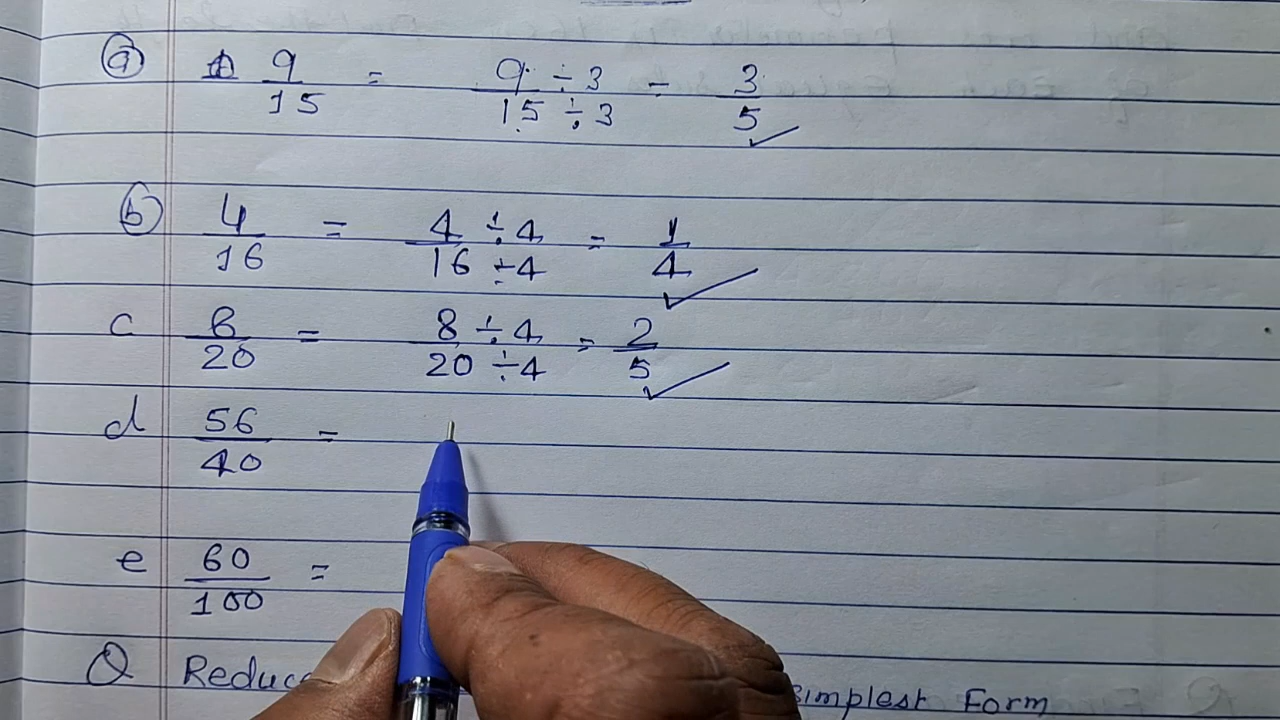 a 9/15 = 9÷3/15÷3 = 3/5 ✓
b 4/16 = 4÷4/16÷4 = 1/4 ✓
c 8/20 = 8÷4/20÷4 = 2/5 ✓
d 56/40 =
e 60/100 =
Q Reduce simplest Form